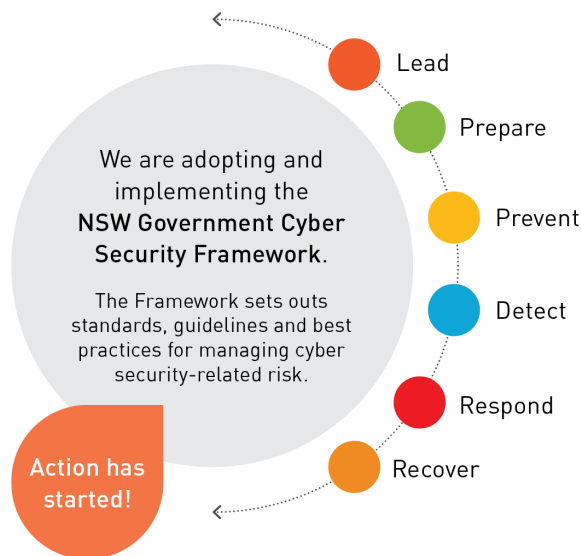 We are adopting and
implementing the
NSW Government Cyber
Security Framework.
The Framework sets outs
standards, guidelines and best
practices for managing cyber
security-related risk.
Action has
started!
Lead
Prepare
Prevent
Detect
Respond
Recover